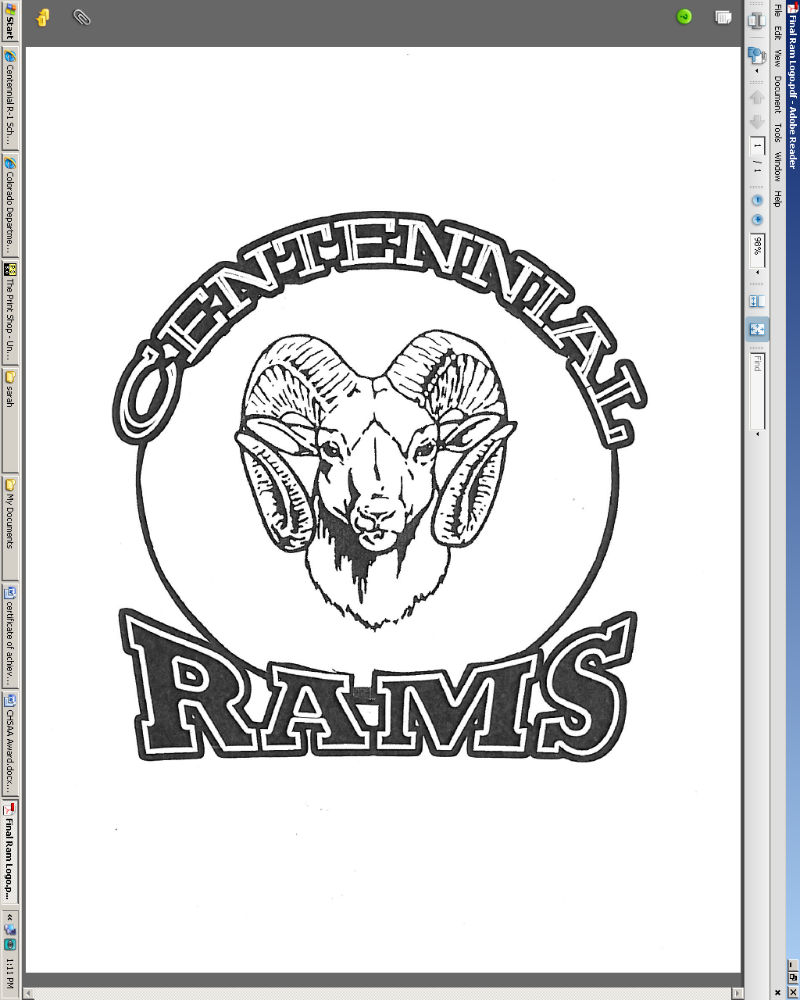 Final Ram Logo.pdf - Adobe Reader
File Edit View Document Tools Window Help
1 / 1
98%
Find
CENTENNIAL
RAMS
Start
Centennial R-1 Sch...
Colorado Departme...
The Print Shop - Un...
sarah
My Documents
certificate of achiev...
CHSAA Award.docx...
Final Ram Logo.p...
1:11 PM